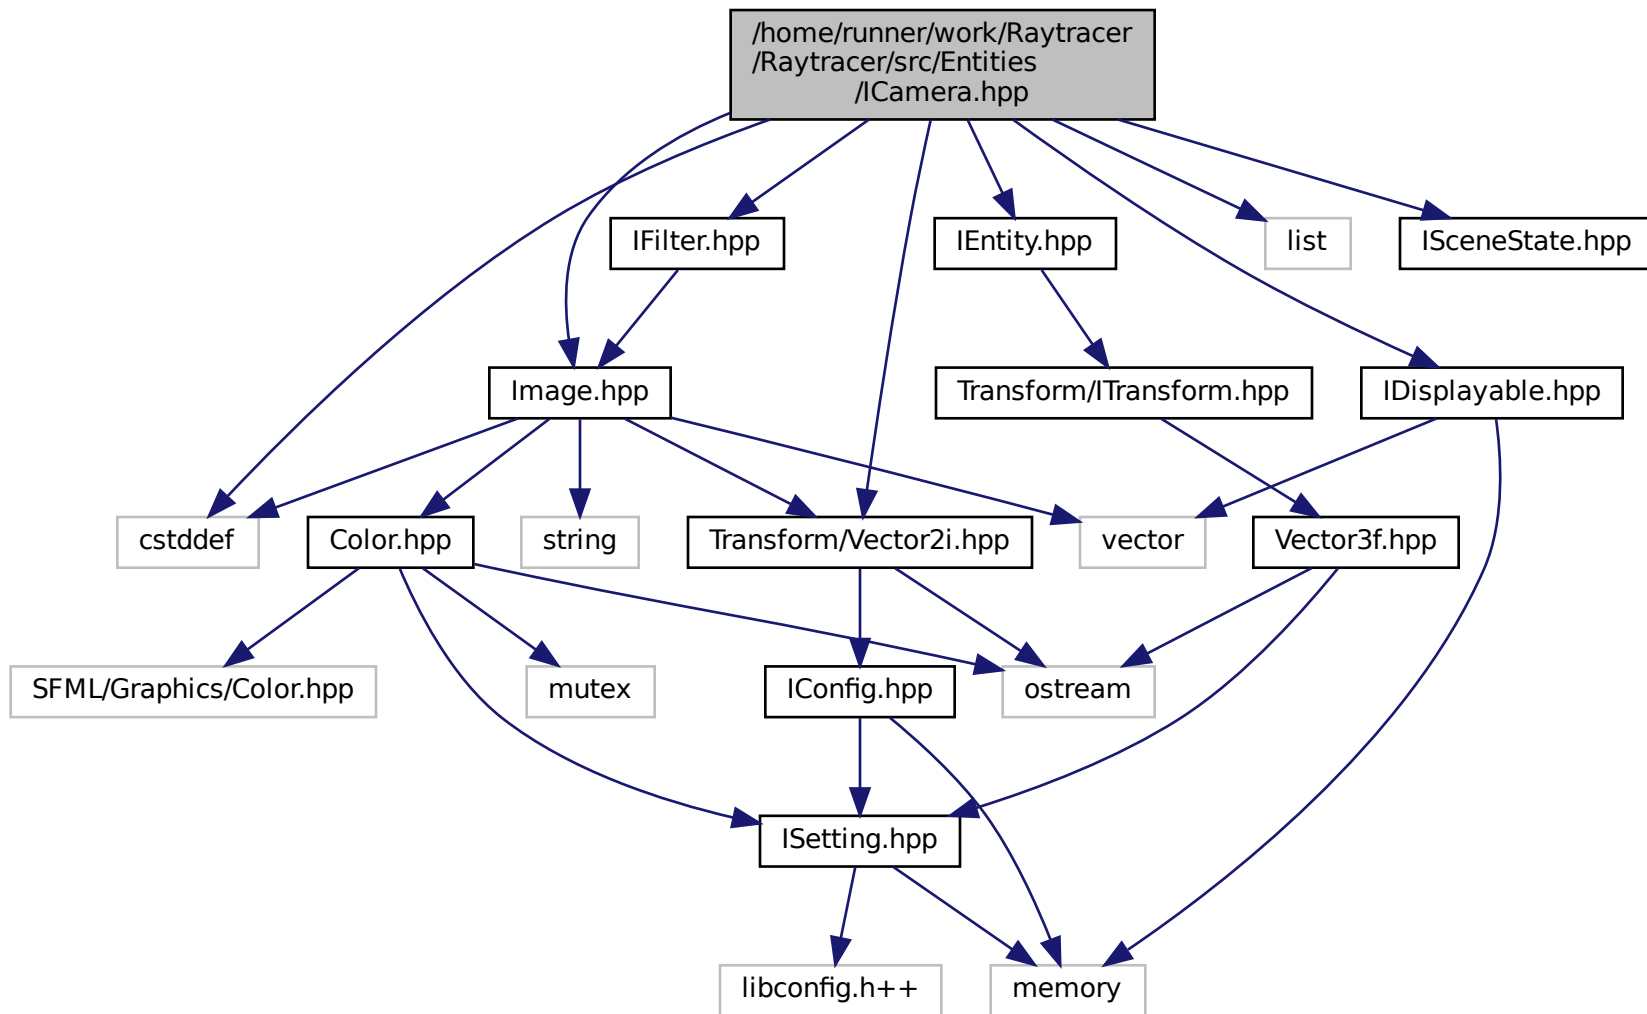 /home/runner/work/Raytracer
/Raytracer/src/Entities
/ICamera.hpp
IFilter.hpp
IEntity.hpp
list
ISceneState.hpp
Image.hpp
Transform/ITransform.hpp
IDisplayable.hpp
cstddef
Color.hpp
string
Transform/Vector2i.hpp
vector
Vector3f.hpp
SFML/Graphics/Color.hpp
mutex
IConfig.hpp
ostream
ISetting.hpp
libconfig.h++
memory